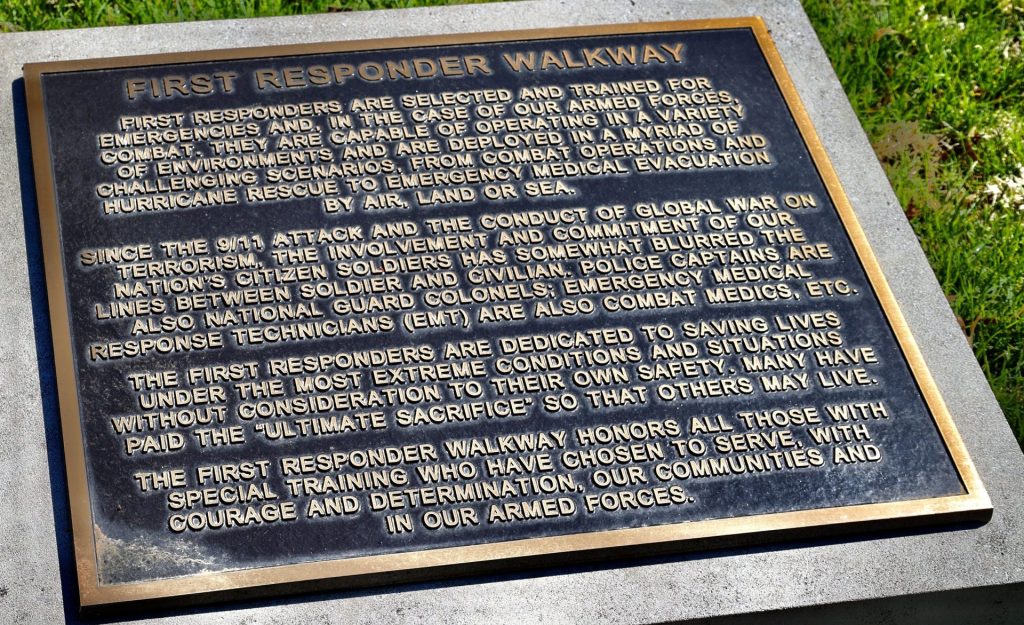 FIRST RESPONDER WALKWAY
FIRST RESPONDERS ARE SELECTED AND TRAINED FOR
EMERGENCIES AND, IN THE CASE OF OUR ARMED FORCES,
COMBAT. THEY ARE CAPABLE OF OPERATING IN A VARIETY
OF ENVIRONMENTS AND ARE DEPLOYED IN A MYRIAD OF
CHALLENGING SCENARIOS, FROM COMBAT OPERATIONS AND
HURRICANE RESCUE TO EMERGENCY MEDICAL EVACUATION
BY AIR, LAND OR SEA.
SINCE THE 9/11 ATTACK AND THE CONDUCT OF GLOBAL WAR ON
TERRORISM, THE INVOLVEMENT AND COMMITMENT OF OUR
NATION'S CITIZEN SOLDIERS HAS SOMEWHAT BLURRED THE
LINES BETWEEN SOLDIER AND CIVILIAN. POLICE CAPTAINS ARE
ALSO NATIONAL GUARD COLONELS; EMERGENCY MEDICAL
RESPONSE TECHNICIANS (EMT) ARE ALSO COMBAT MEDICS, ETC.
THE FIRST RESPONDERS ARE DEDICATED TO SAVING LIVES
UNDER THE MOST EXTREME CONDITIONS AND SITUATIONS
WITHOUT CONSIDERATION TO THEIR OWN SAFETY. MANY HAVE
PAID THE "ULTIMATE SACRIFICE" SO THAT OTHERS MAY LIVE.
THE FIRST RESPONDER WALKWAY HONORS ALL THOSE WITH
SPECIAL TRAINING WHO HAVE CHOSEN TO SERVE, WITH
COURAGE AND DETERMINATION, OUR COMMUNITIES AND
IN OUR ARMED FORCES.